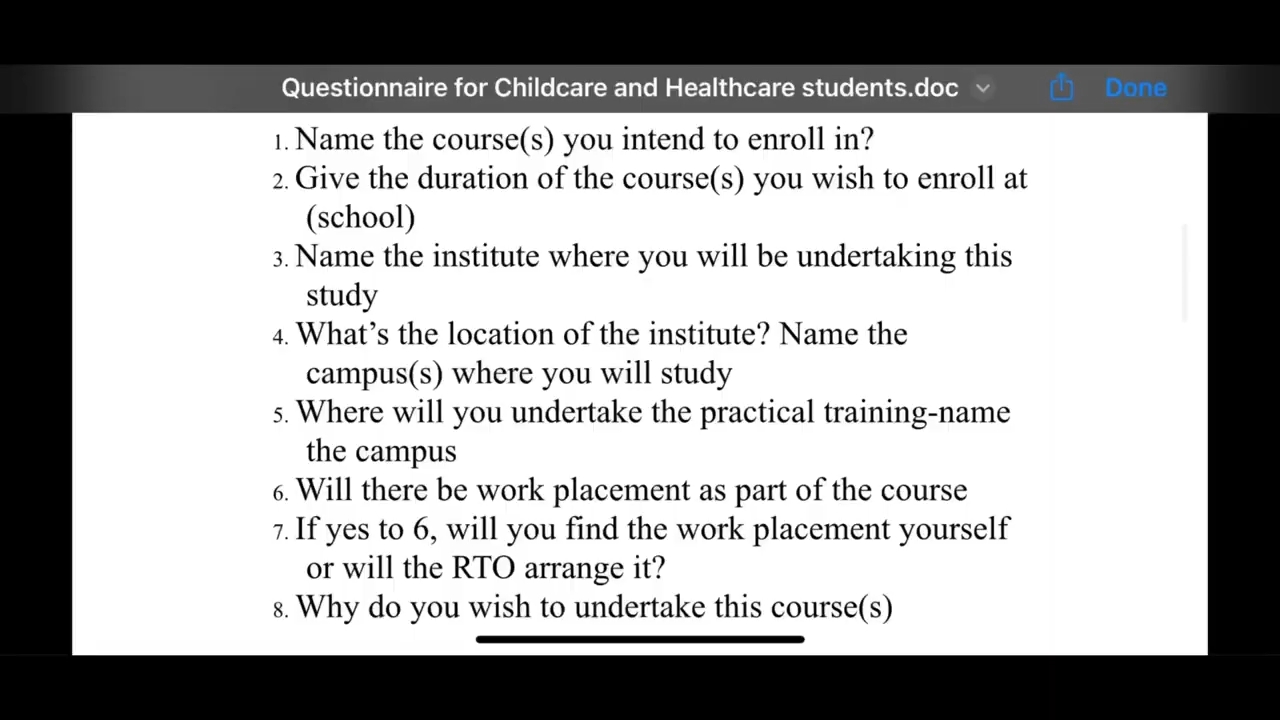 Questionnaire for Childcare and Healthcare students.doc
Done
1. Name the course(s) you intend to enroll in?
2. Give the duration of the course(s) you wish to enroll at
(school)
3. Name the institute where you will be undertaking this
study
4. What’s the location of the institute? Name the
campus(s) where you will study
5. Where will you undertake the practical training-name
the campus
6. Will there be work placement as part of the course
7. If yes to 6, will you find the work placement yourself
or will the RTO arrange it?
8. Why do you wish to undertake this course(s)